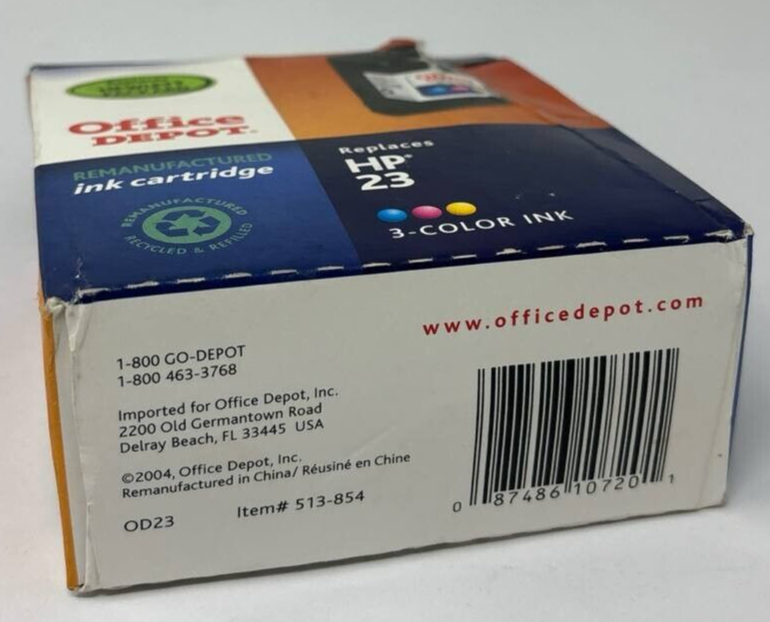 Office
DEPOT
REMANUFACTURED
ink cartridge
REMANUFACTURED
RECYCLED & REFILLED
Replaces
HP®
23
3-COLOR INK
www.officedepot.com
1-800 GO-DEPOT
1-800 463-3768
Imported for Office Depot, Inc.
2200 Old Germantown Road
Delray Beach, FL 33445 USA
©2004, Office Depot, Inc.
Remanufactured in China/ Réusiné en Chine
OD23 Item# 513-854
0 87486 10720 1